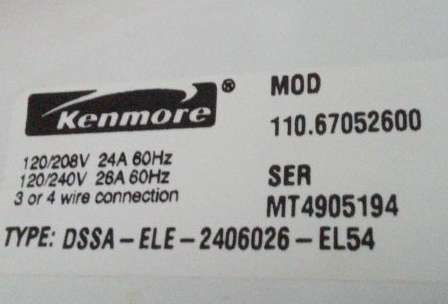 Kenmore®
MOD
110.67052600
120/208V 24A 60Hz
120/240V 26A 60Hz
3 or 4 wire connection
SER
MT4905194
TYPE: DSSA-ELE-2406026-EL54